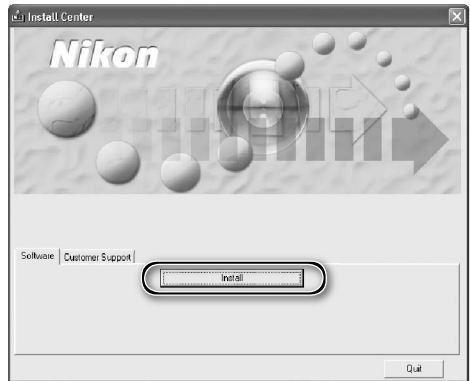 Install Center
Nikon
Software
Customer Support
Install
Quit